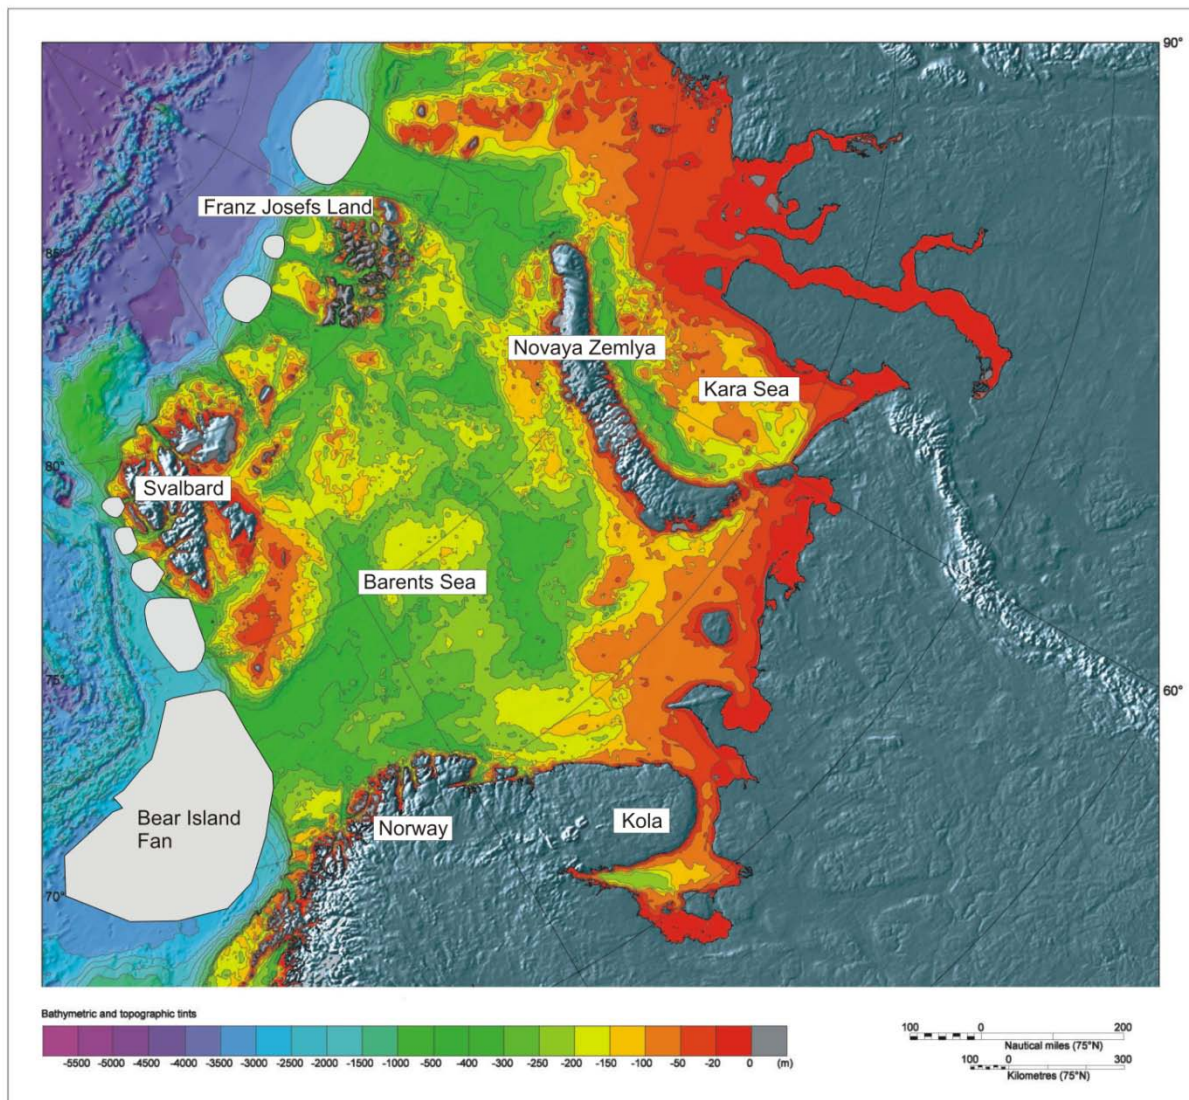 90°
Franz Josefs Land
85°
Novaya Zemlya
Kara Sea
80°
Svalbard
Barents Sea
75°
60°
Bear Island
Fan
Norway
Kola
70°
Bathymetric and topographic tints
-5500 -5000 -4500 -4000 -3500 -3000 -2500 -2000 -1500 -1000 -500 -400 -300 -250 -200 -150 -100 -50 -20 0 (m)
100 0 200
Nautical miles (75°N)
100 0 300
Kilometres (75°N)